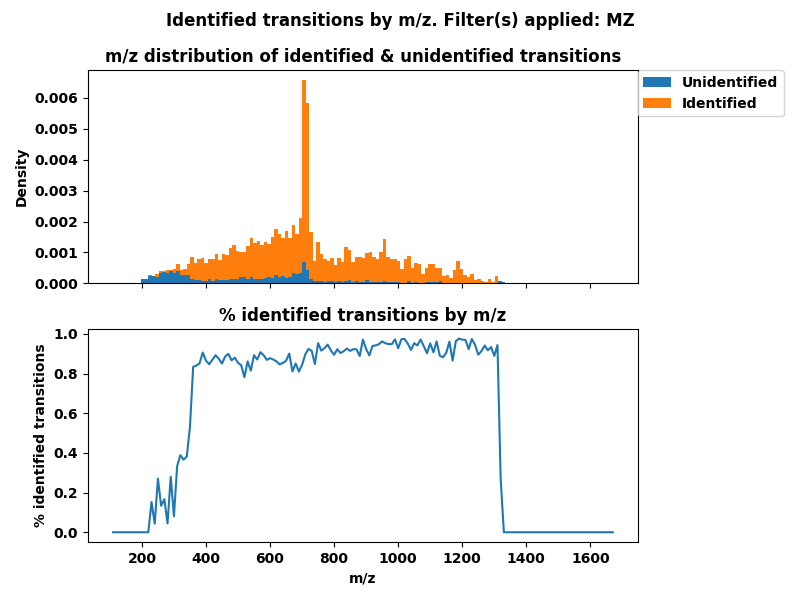 Identified transitions by m/z. Filter(s) applied: MZ
m/z distribution of identified & unidentified transitions
Unidentified
Identified
0.006
0.005
0.004
0.003
0.002
0.001
0.000
Density
% identified transitions by m/z
1.0
0.8
0.6
0.4
0.2
0.0
% identified transitions
200 400 600 800 1000 1200 1400 1600
m/z